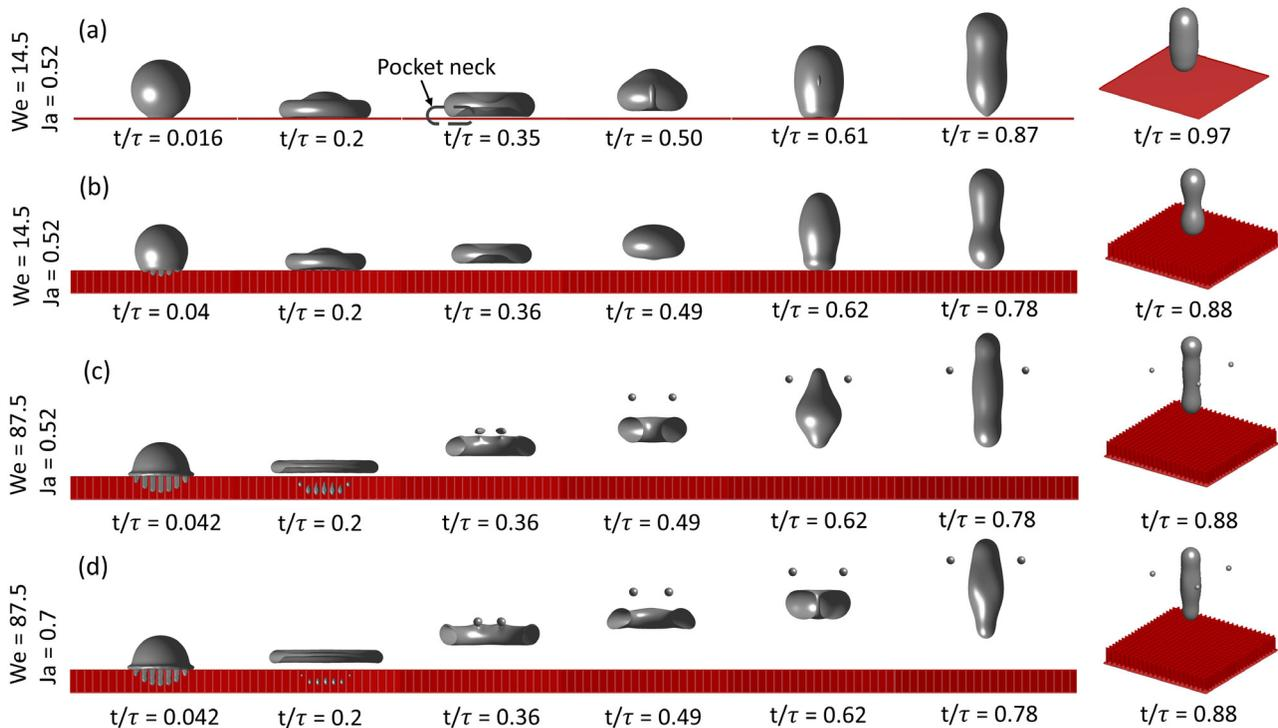 (a)
We = 14.5
Ja = 0.52
Pocket neck
t/τ = 0.016
t/τ = 0.2
t/τ = 0.35
t/τ = 0.50
t/τ = 0.61
t/τ = 0.87
t/τ = 0.97
(b)
We = 14.5
Ja = 0.52
t/τ = 0.04
t/τ = 0.2
t/τ = 0.36
t/τ = 0.49
t/τ = 0.62
t/τ = 0.78
t/τ = 0.88
(c)
We = 87.5
Ja = 0.52
t/τ = 0.042
t/τ = 0.2
t/τ = 0.36
t/τ = 0.49
t/τ = 0.62
t/τ = 0.78
t/τ = 0.88
(d)
We = 87.5
Ja = 0.7
t/τ = 0.042
t/τ = 0.2
t/τ = 0.36
t/τ = 0.49
t/τ = 0.62
t/τ = 0.78
t/τ = 0.88